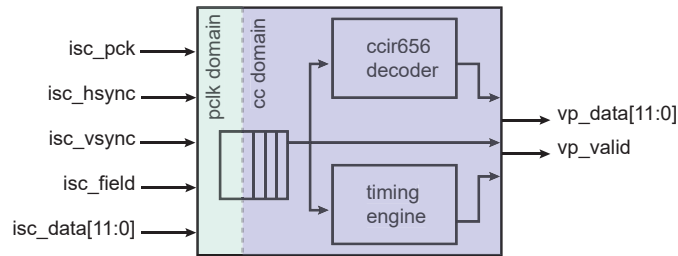 isc_pck
isc_hsync
isc_vsync
isc_field
isc_data[11:0]
pclk domain
cc domain
ccir656
decoder
timing
engine
vp_data[11:0]
vp_valid